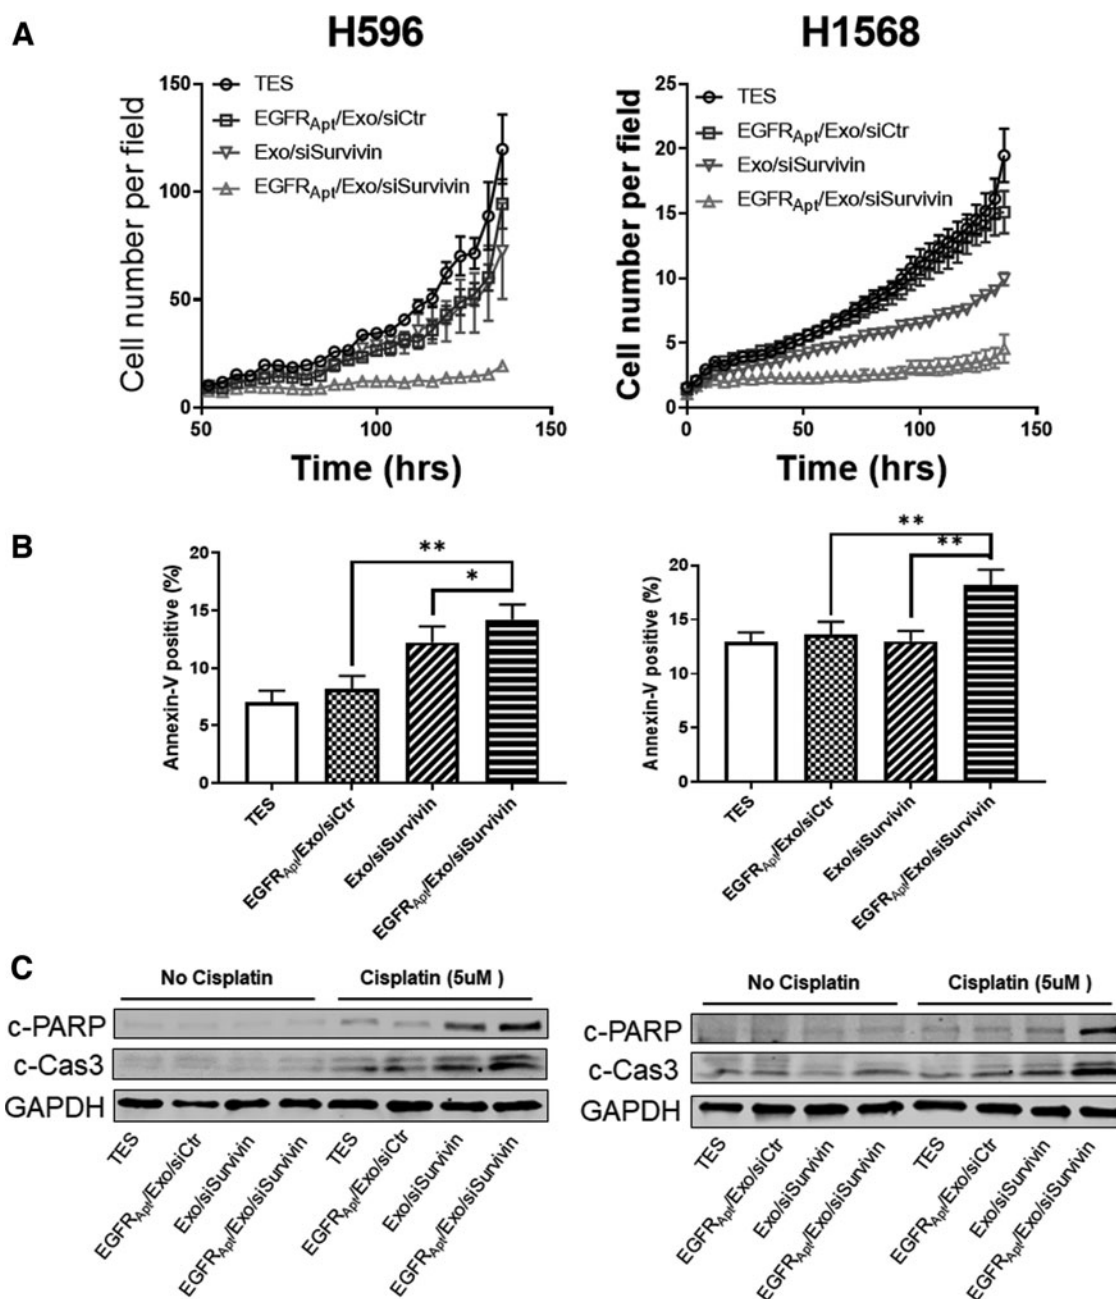 A
H596
H1568
TES
EGFRApt/Exo/siCtr
Exo/siSurvivin
EGFRApt/Exo/siSurvivin
Cell number per field
150
100
50
0
50
100
150
Time (hrs)
TES
EGFRApt/Exo/siCtr
Exo/siSurvivin
EGFRApt/Exo/siSurvivin
Cell number per field
25
20
15
10
5
0
0
50
100
150
Time (hrs)
B
Annexin-V positive (%)
20
15
10
5
0
**
*
TES
EGFRApt/Exo/siCtr
Exo/siSurvivin
EGFRApt/Exo/siSurvivin
Annexin-V positive (%)
20
15
10
5
0
**
**
TES
EGFRApt/Exo/siCtr
Exo/siSurvivin
EGFRApt/Exo/siSurvivin
C
No Cisplatin
Cisplatin (5uM )
c-PARP
c-Cas3
GAPDH
TES
EGFRApt/Exo/siCtr
Exo/siSurvivin
EGFRApt/Exo/siSurvivin
TES
EGFRApt/Exo/siCtr
Exo/siSurvivin
EGFRApt/Exo/siSurvivin
No Cisplatin
Cisplatin (5uM )
c-PARP
c-Cas3
GAPDH
TES
EGFRApt/Exo/siCtr
Exo/siSurvivin
EGFRApt/Exo/siSurvivin
TES
EGFRApt/Exo/siCtr
Exo/siSurvivin
EGFRApt/Exo/siSurvivin